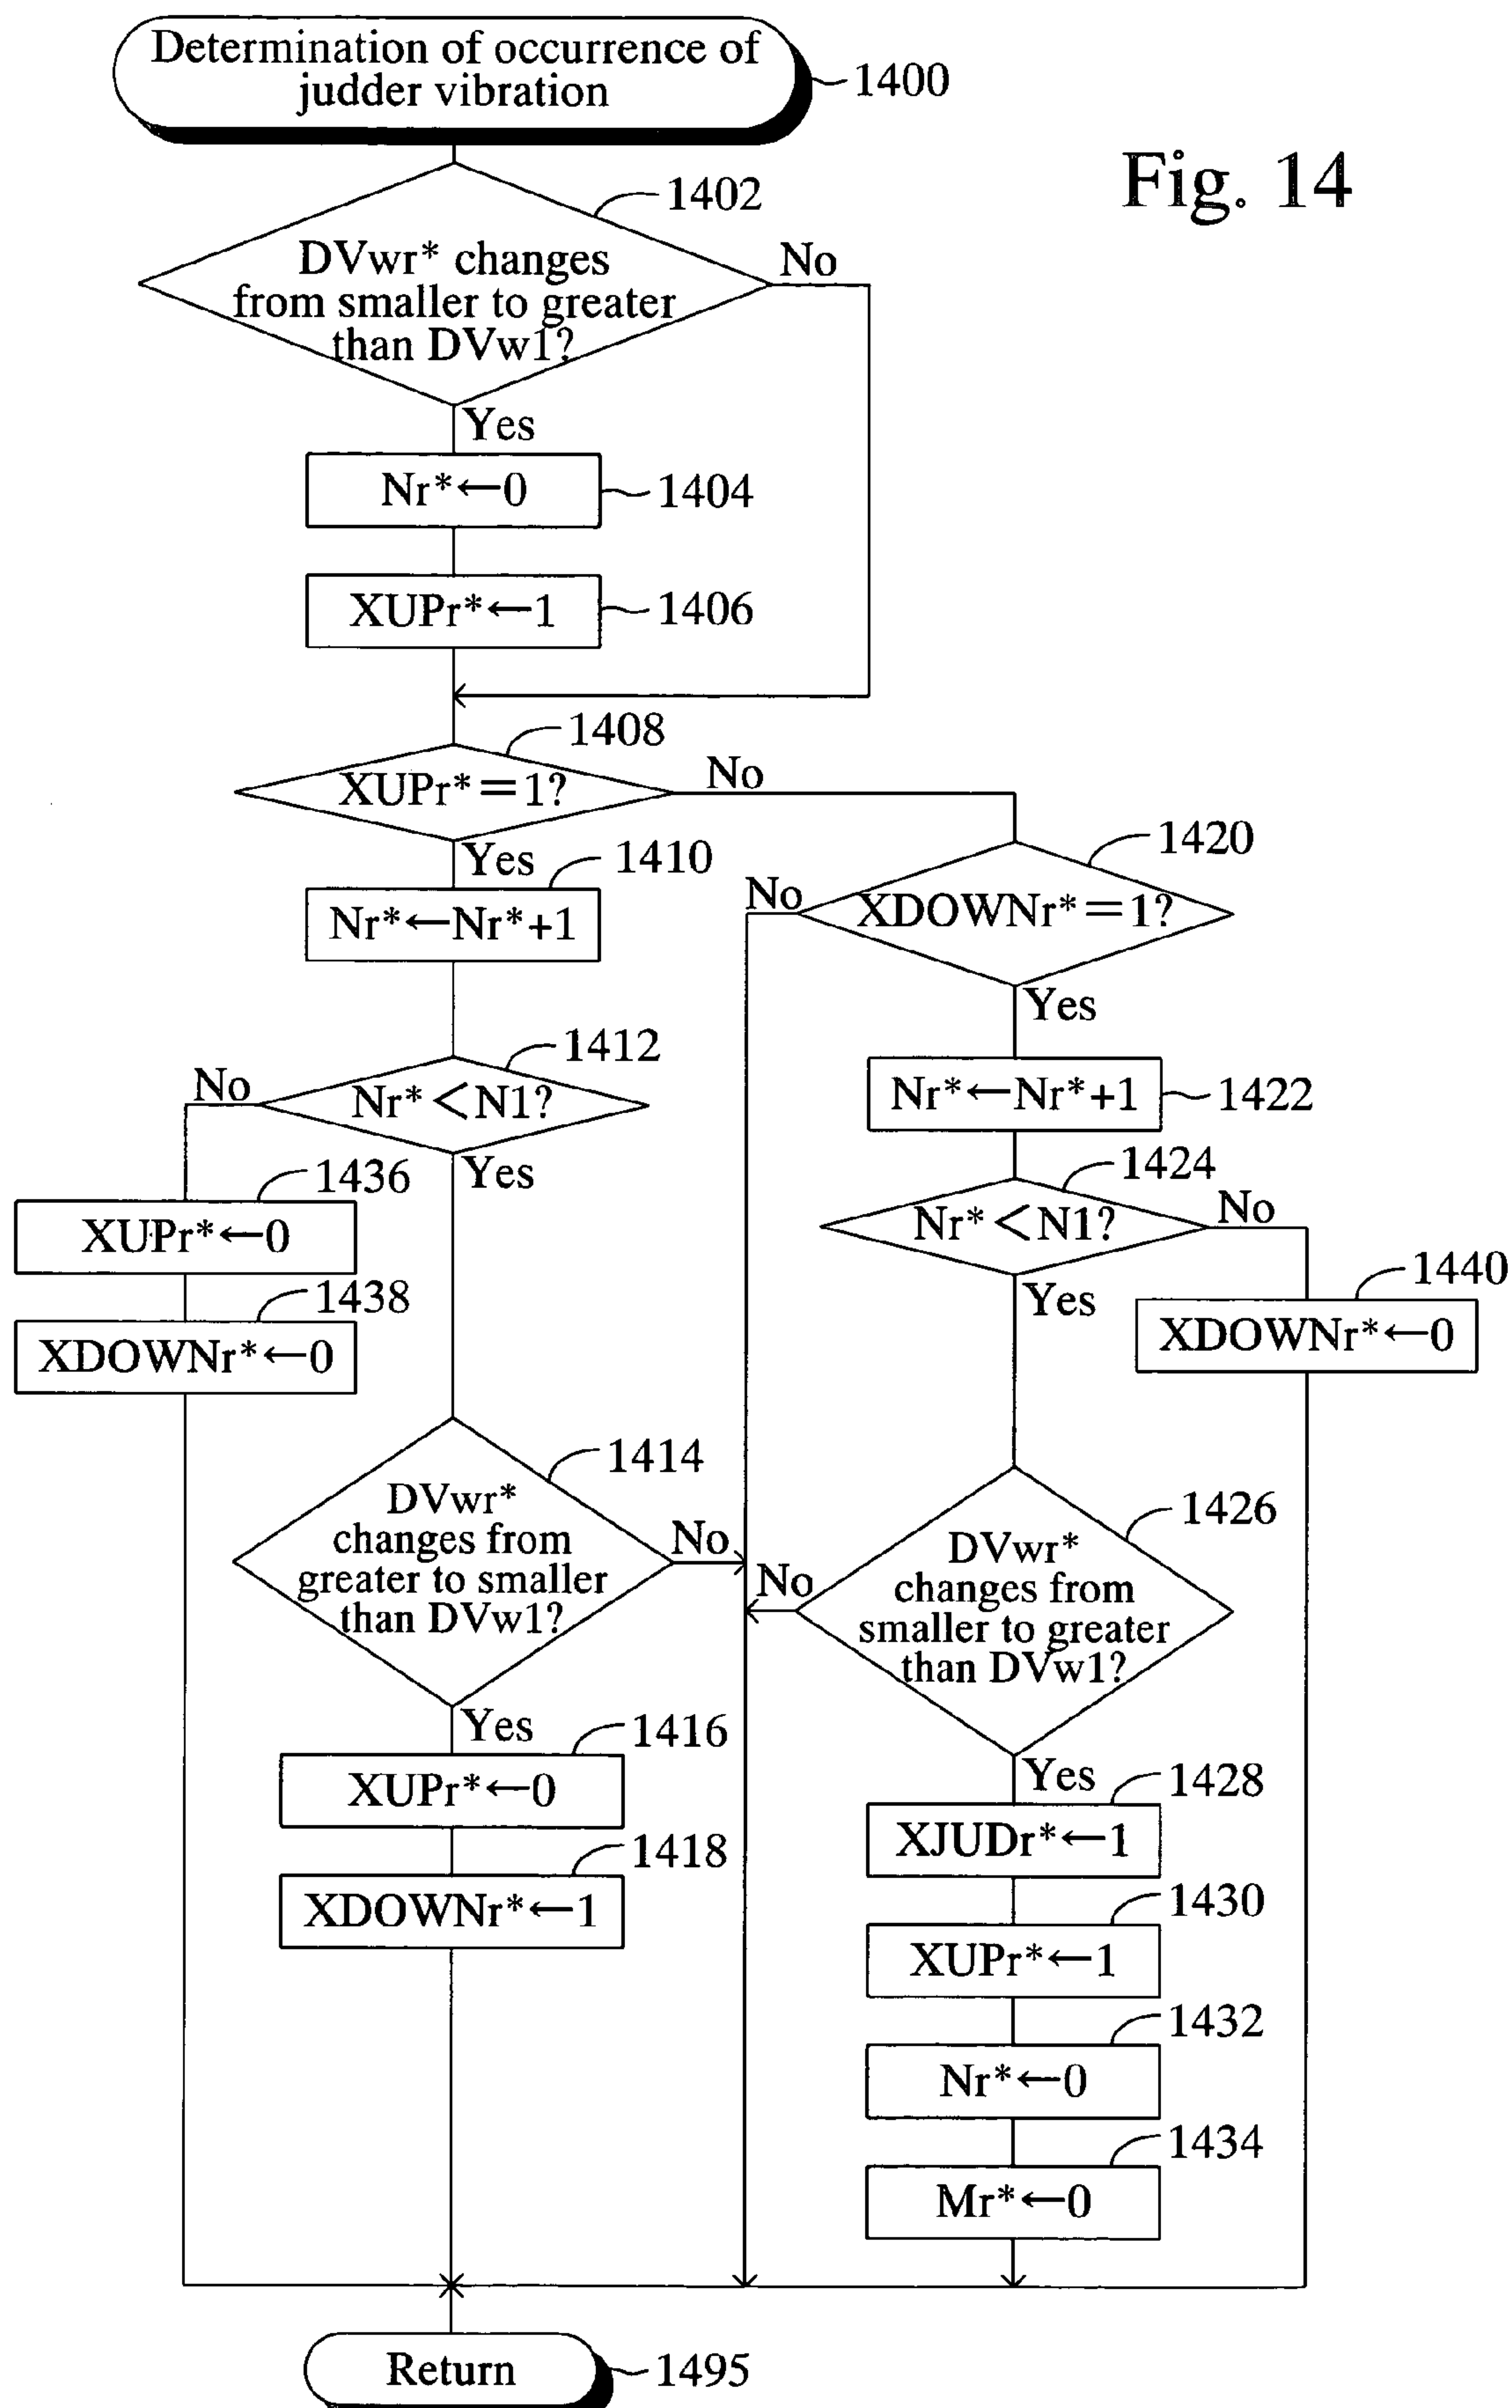 Determination of occurrence of
judder vibration
1400
Fig. 14
1402
DVwr* changes
from smaller to greater
than DVw1?
No
Yes
Nr*←0
1404
XUPr*←1
1406
1408
XUPr*=1?
No
Yes
1410
Nr*←Nr*+1
1420
No
XDOWNr*=1?
Yes
1412
No
Nr*<N1?
Yes
Nr*←Nr*+1
1422
1424
Nr*<N1?
No
Yes
1436
XUPr*←0
1438
XDOWNr*←0
1440
XDOWNr*←0
1414
DVwr*
changes from
greater to smaller
than DVw1?
No
Yes
1426
DVwr*
changes from
smaller to greater
than DVw1?
No
Yes
1416
XUPr*←0
1418
XDOWNr*←1
1428
XJUDr*←1
1430
XUPr*←1
1432
Nr*←0
1434
Mr*←0
Return
1495